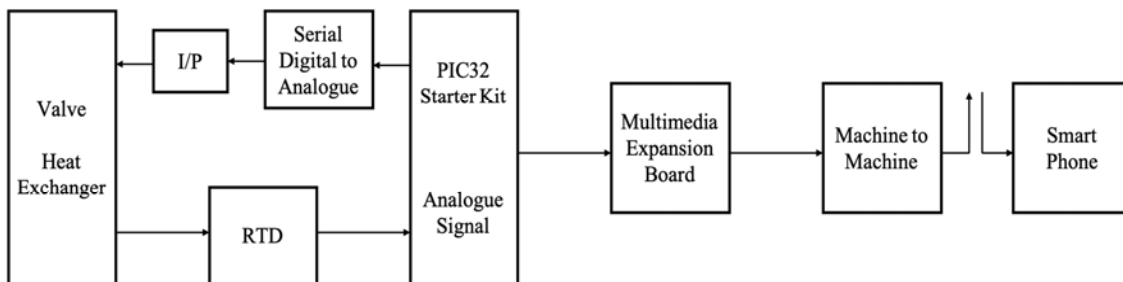 Valve
Heat
Exchanger
I/P
Serial
Digital to
Analogue
RTD
PIC32
Starter Kit
Analogue
Signal
Multimedia
Expansion
Board
Machine to
Machine
Smart
Phone